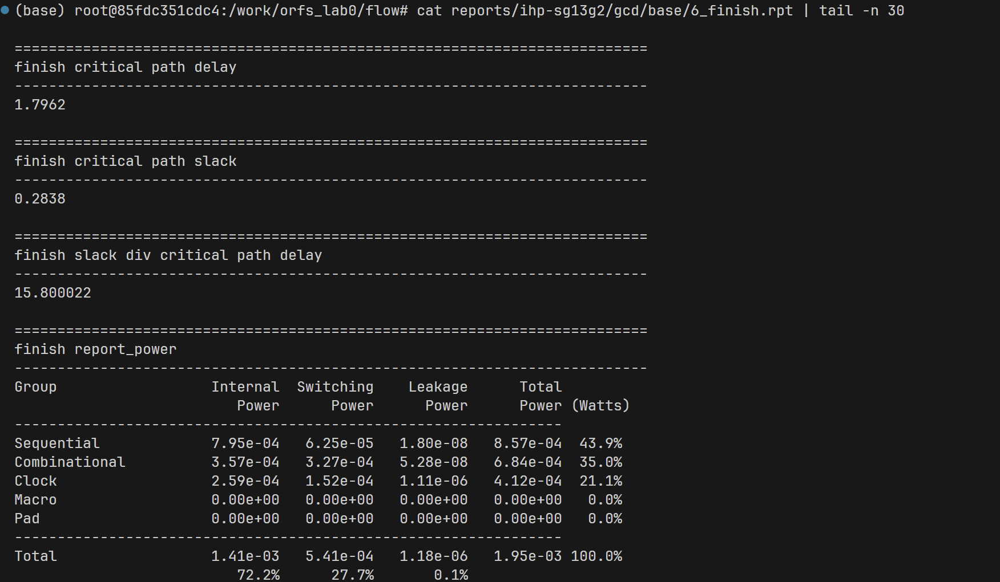 (base) root@85fdc351cdc4:/work/orfs_lab0/flow# cat reports/ihp-sg13g2/gcd/base/6_finish.rpt | tail -n 30

==========================================================================
finish critical path delay
--------------------------------------------------------------------------
1.7962

==========================================================================
finish critical path slack
--------------------------------------------------------------------------
0.2838

==========================================================================
finish slack div critical path delay
--------------------------------------------------------------------------
15.800022

==========================================================================
finish report_power
--------------------------------------------------------------------------
Group                  Internal  Switching    Leakage      Total
                          Power      Power      Power      Power (Watts)
----------------------------------------------------------------
Sequential             7.95e-04   6.25e-05   1.80e-08   8.57e-04  43.9%
Combinational          3.57e-04   3.27e-04   5.28e-08   6.84e-04  35.0%
Clock                  2.59e-04   1.52e-04   1.11e-06   4.12e-04  21.1%
Macro                  0.00e+00   0.00e+00   0.00e+00   0.00e+00   0.0%
Pad                    0.00e+00   0.00e+00   0.00e+00   0.00e+00   0.0%
----------------------------------------------------------------
Total                  1.41e-03   5.41e-04   1.18e-06   1.95e-03 100.0%
                          72.2%      27.7%       0.1%